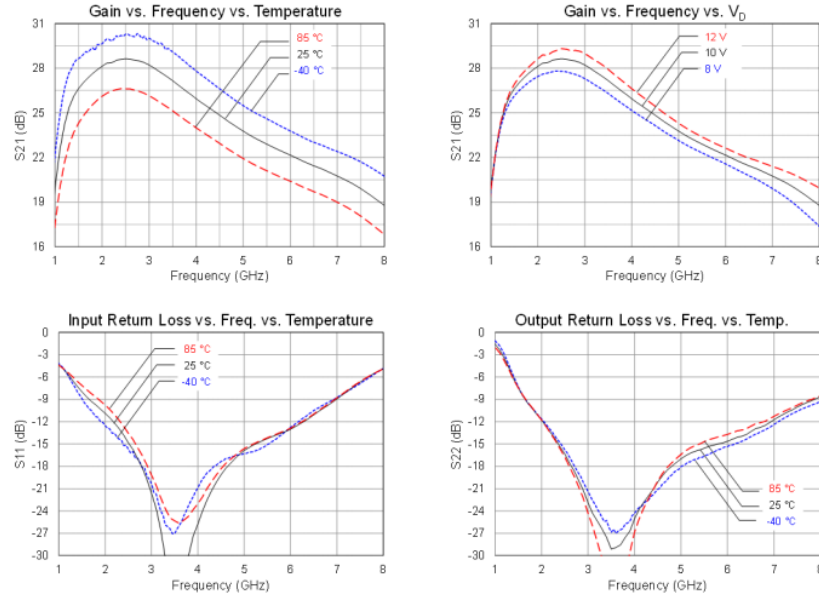 Gain vs. Frequency vs. Temperature
31
28
25
22
19
16
S21 (dB)
85 °C
25 °C
-40 °C
1 2 3 4 5 6 7 8
Frequency (GHz)
Gain vs. Frequency vs. VD
31
28
25
22
19
16
S21 (dB)
12 V
10 V
8 V
1 2 3 4 5 6 7 8
Frequency (GHz)
Input Return Loss vs. Freq. vs. Temperature
0
-3
-6
-9
-12
-15
-18
-21
-24
-27
-30
S11 (dB)
85 °C
25 °C
-40 °C
1 2 3 4 5 6 7 8
Frequency (GHz)
Output Return Loss vs. Freq. vs. Temp.
0
-3
-6
-9
-12
-15
-18
-21
-24
-27
-30
S22 (dB)
85 °C
25 °C
-40 °C
1 2 3 4 5 6 7 8
Frequency (GHz)